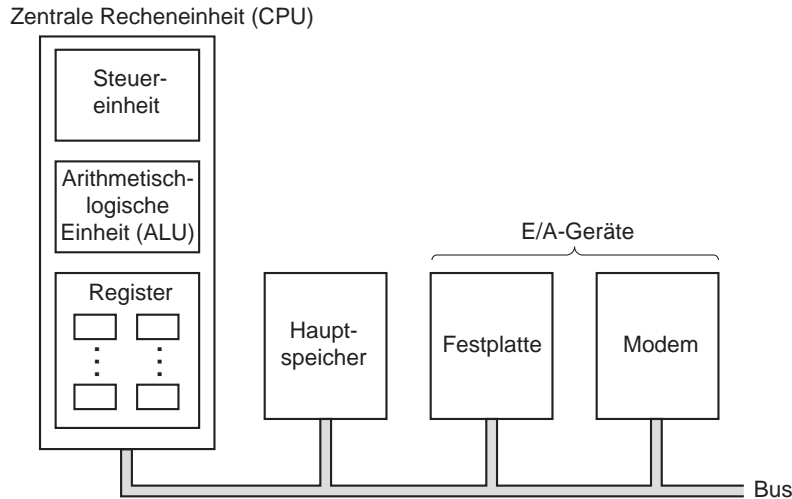 Zentrale Recheneinheit (CPU)
Steuer-
einheit
Arithmetisch-
logische
Einheit (ALU)
Register
Haupt-
speicher
E/A-Geräte
Festplatte
Modem
Bus